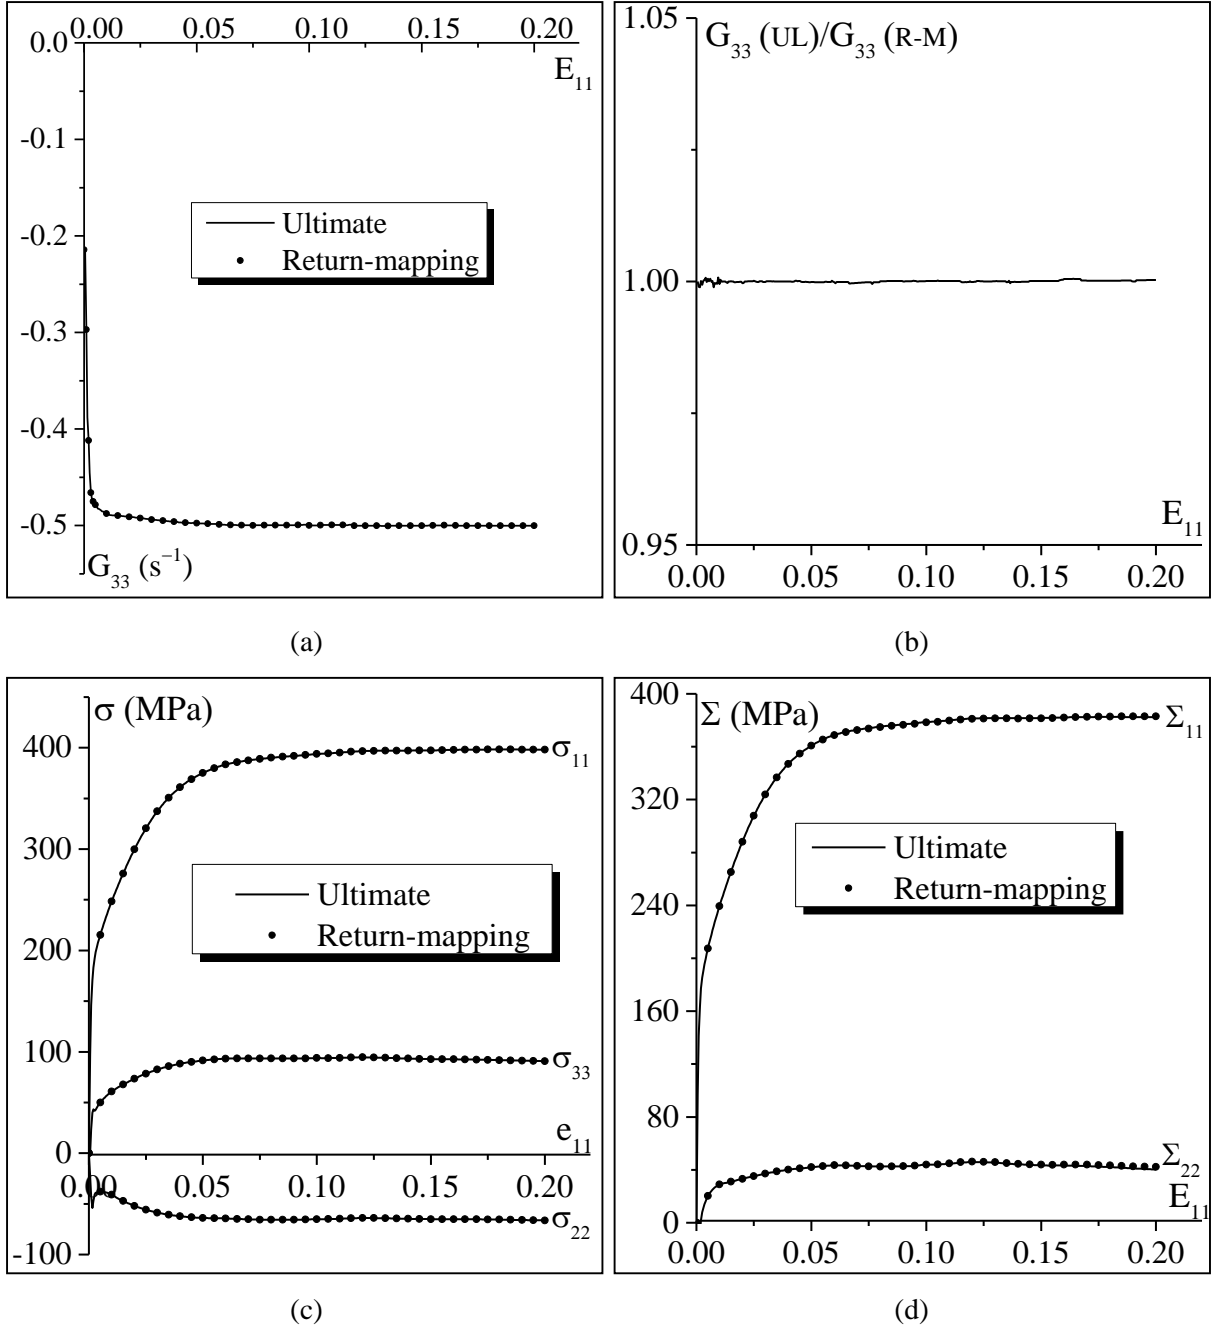 0.00 0.05 0.10 0.15 0.20
0.0
E₁₁
-0.1
-0.2
-0.3
-0.4
-0.5
Ultimate
Return-mapping
G₃₃ (s⁻¹)
(a)
1.05
G₃₃ (UL)/G₃₃ (R-M)
1.00
E₁₁
0.95
0.00 0.05 0.10 0.15 0.20
(b)
σ (MPa)
400
σ₁₁
300
Ultimate
Return-mapping
200
100
σ₃₃
e₁₁
0
0.00 0.05 0.10 0.15 0.20
σ₂₂
-100
(c)
400
Σ (MPa)
Σ₁₁
320
Ultimate
Return-mapping
240
160
80
Σ₂₂
E₁₁
0
0.00 0.05 0.10 0.15 0.20
(d)